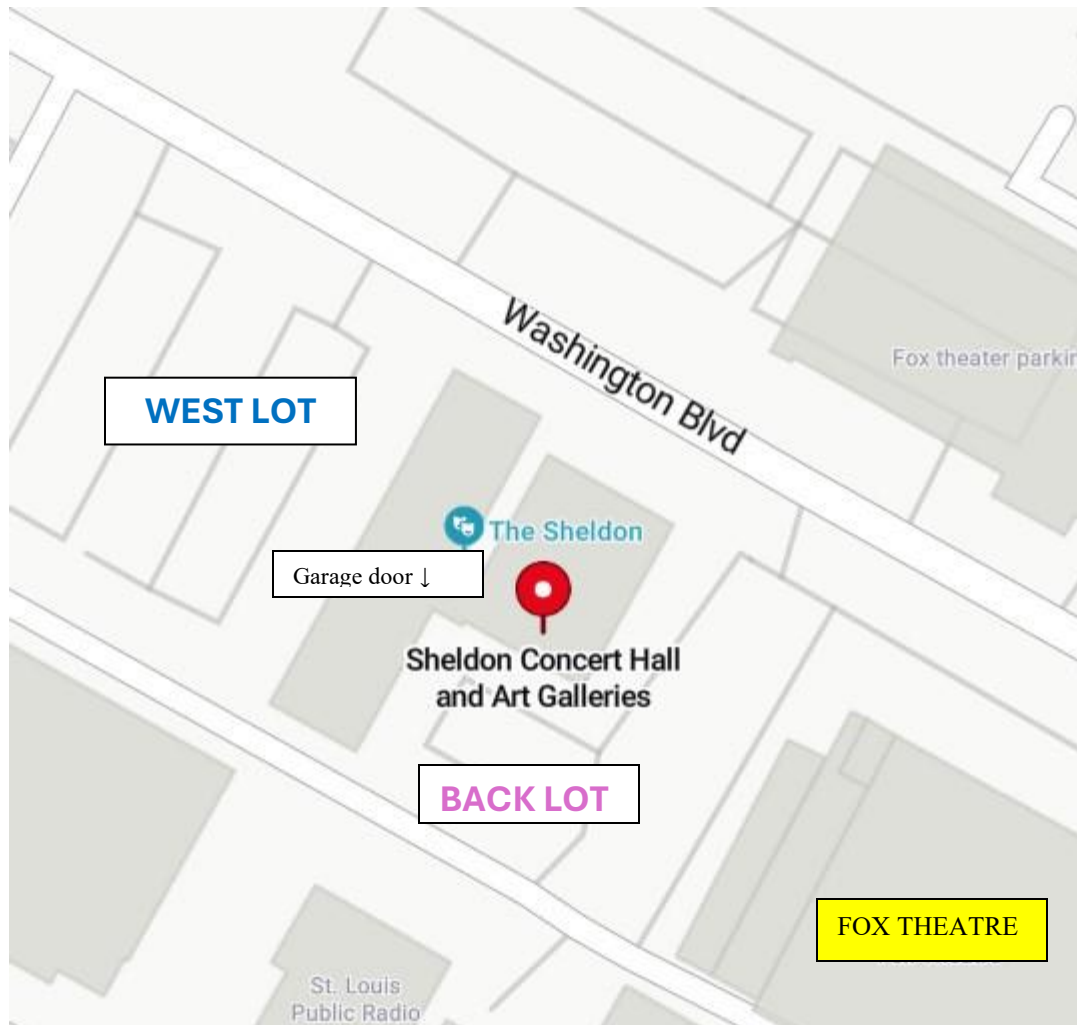 Washington Blvd
Fox theater parkin
WEST LOT
The Sheldon
Garage door ↓
Sheldon Concert Hall
and Art Galleries
BACK LOT
FOX THEATRE
St. Louis
Public Radio